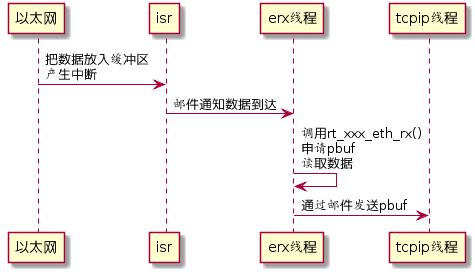 以太网 isr erx线程 tcpip线程
把数据放入缓冲区
产生中断
邮件通知数据到达
调用rt_xxx_eth_rx()
申请pbuf
读取数据
通过邮件发送pbuf
以太网 isr erx线程 tcpip线程